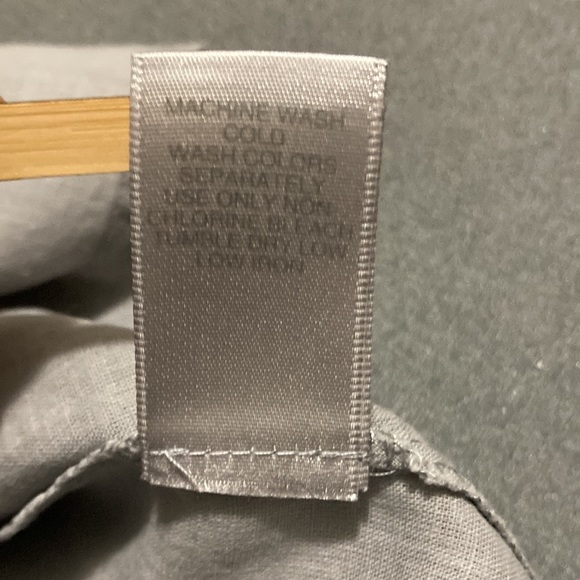 MACHINE WASH
COLD
WASH COLORS
SEPARATELY
USE ONLY NON
CHLORINE BLEACH
TUMBLE DRY LOW
LOW IRON